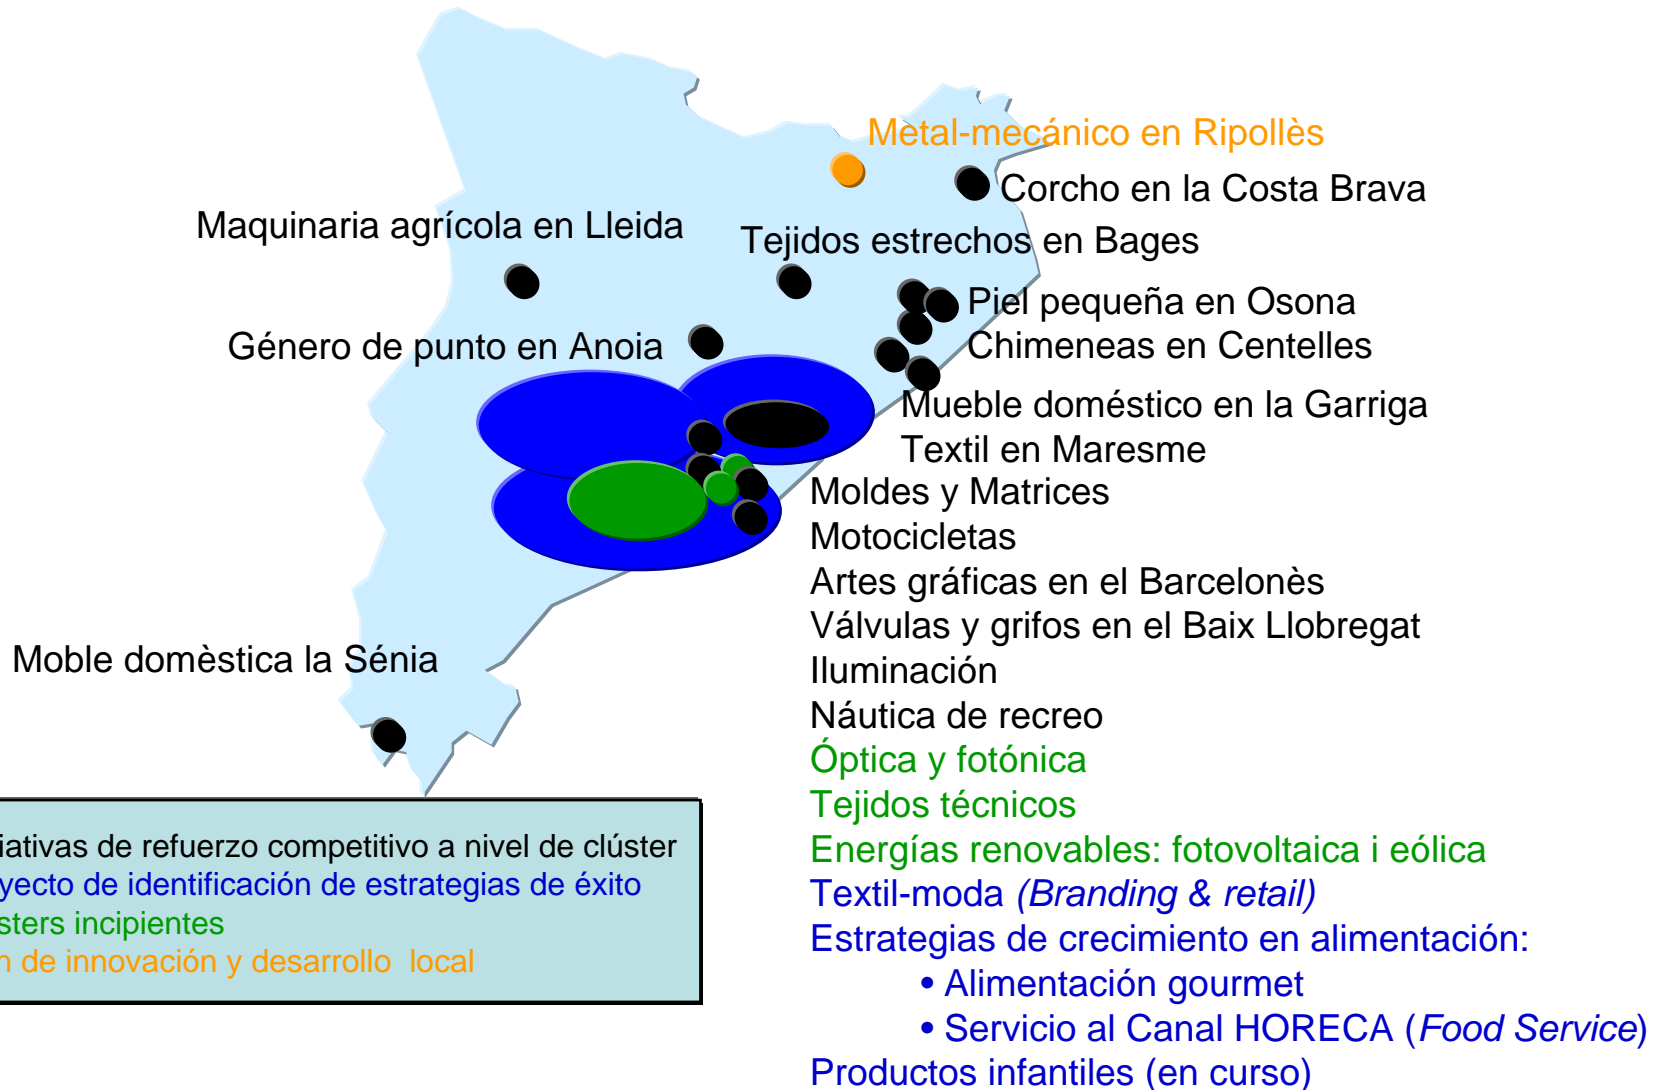 Metal-mecánico en Ripollès
Corcho en la Costa Brava
Maquinaria agrícola en Lleida
Tejidos estrechos en Bages
Piel pequeña en Osona
Género de punto en Anoia
Chimeneas en Centelles
Mueble doméstico en la Garriga
Textil en Maresme
Moldes y Matrices
Motocicletas
Artes gráficas en el Barcelonès
Válvulas y grifos en el Baix Llobregat
Moble domèstica la Sénia
Iluminación
Náutica de recreo
Óptica y fotónica
Tejidos técnicos
Energías renovables: fotovoltaica i eólica
Textil-moda (Branding & retail)
Estrategias de crecimiento en alimentación:
• Alimentación gourmet
• Servicio al Canal HORECA (Food Service)
Productos infantiles (en curso)
iativas de refuerzo competitivo a nivel de clúster
yecto de identificación de estrategias de éxito
sters incipientes
n de innovación y desarrollo local